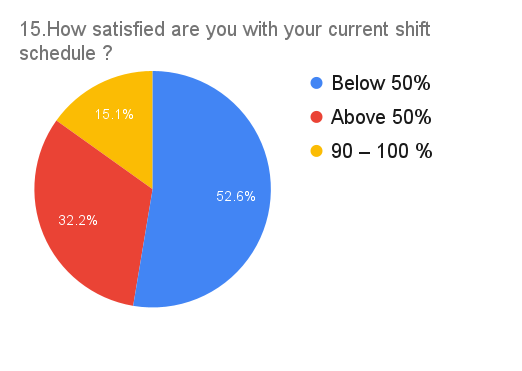 15.How satisfied are you with your current shift
schedule ?
Below 50%
Above 50%
90 – 100 %
15.1%
52.6%
32.2%